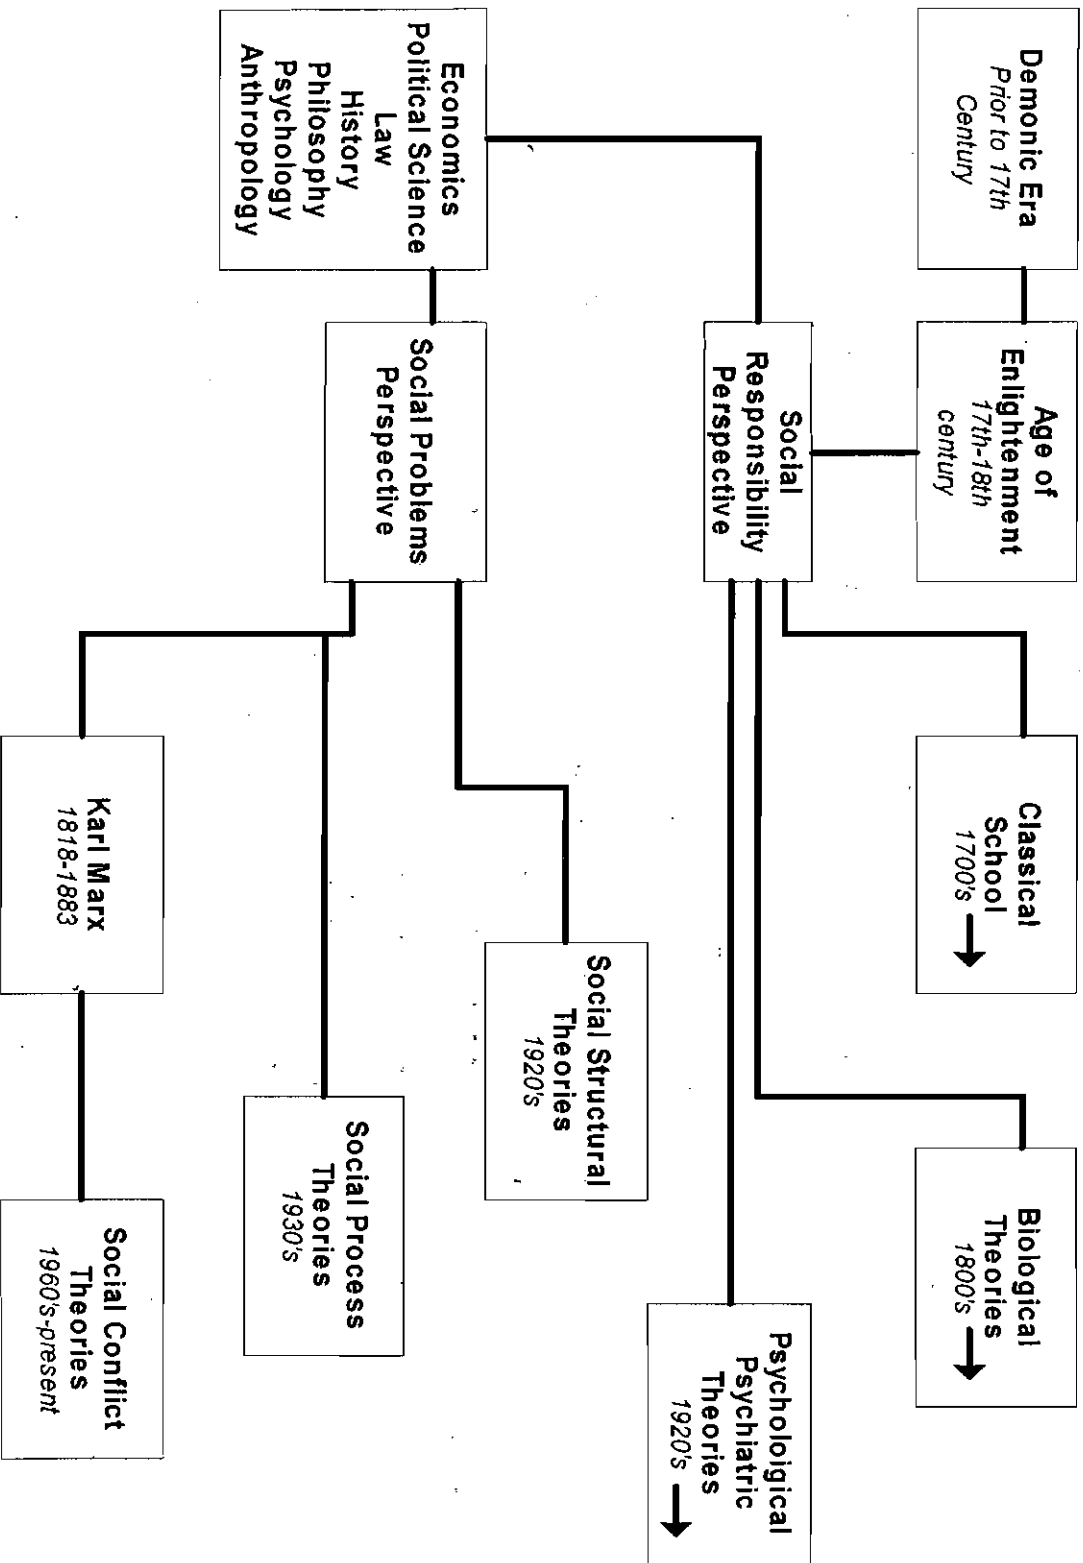 Demonic Era
Prior to 17th
Century
Age of
Enlightenment
17th-18th
century
Classical
School
1700's
Biological
Theories
1800's
Social
Responsibility
Perspective
Psycholoigical
Psychiatric
Theories
1920's
Economics
Political Science
Law
History
Philosophy
Psychology
Anthropology
Social Problems
Perspective
Social Structural
Theories
1920's
Social Process
Theories
1930's
Karl Marx
1818-1883
Social Conflict
Theories
1960's-present